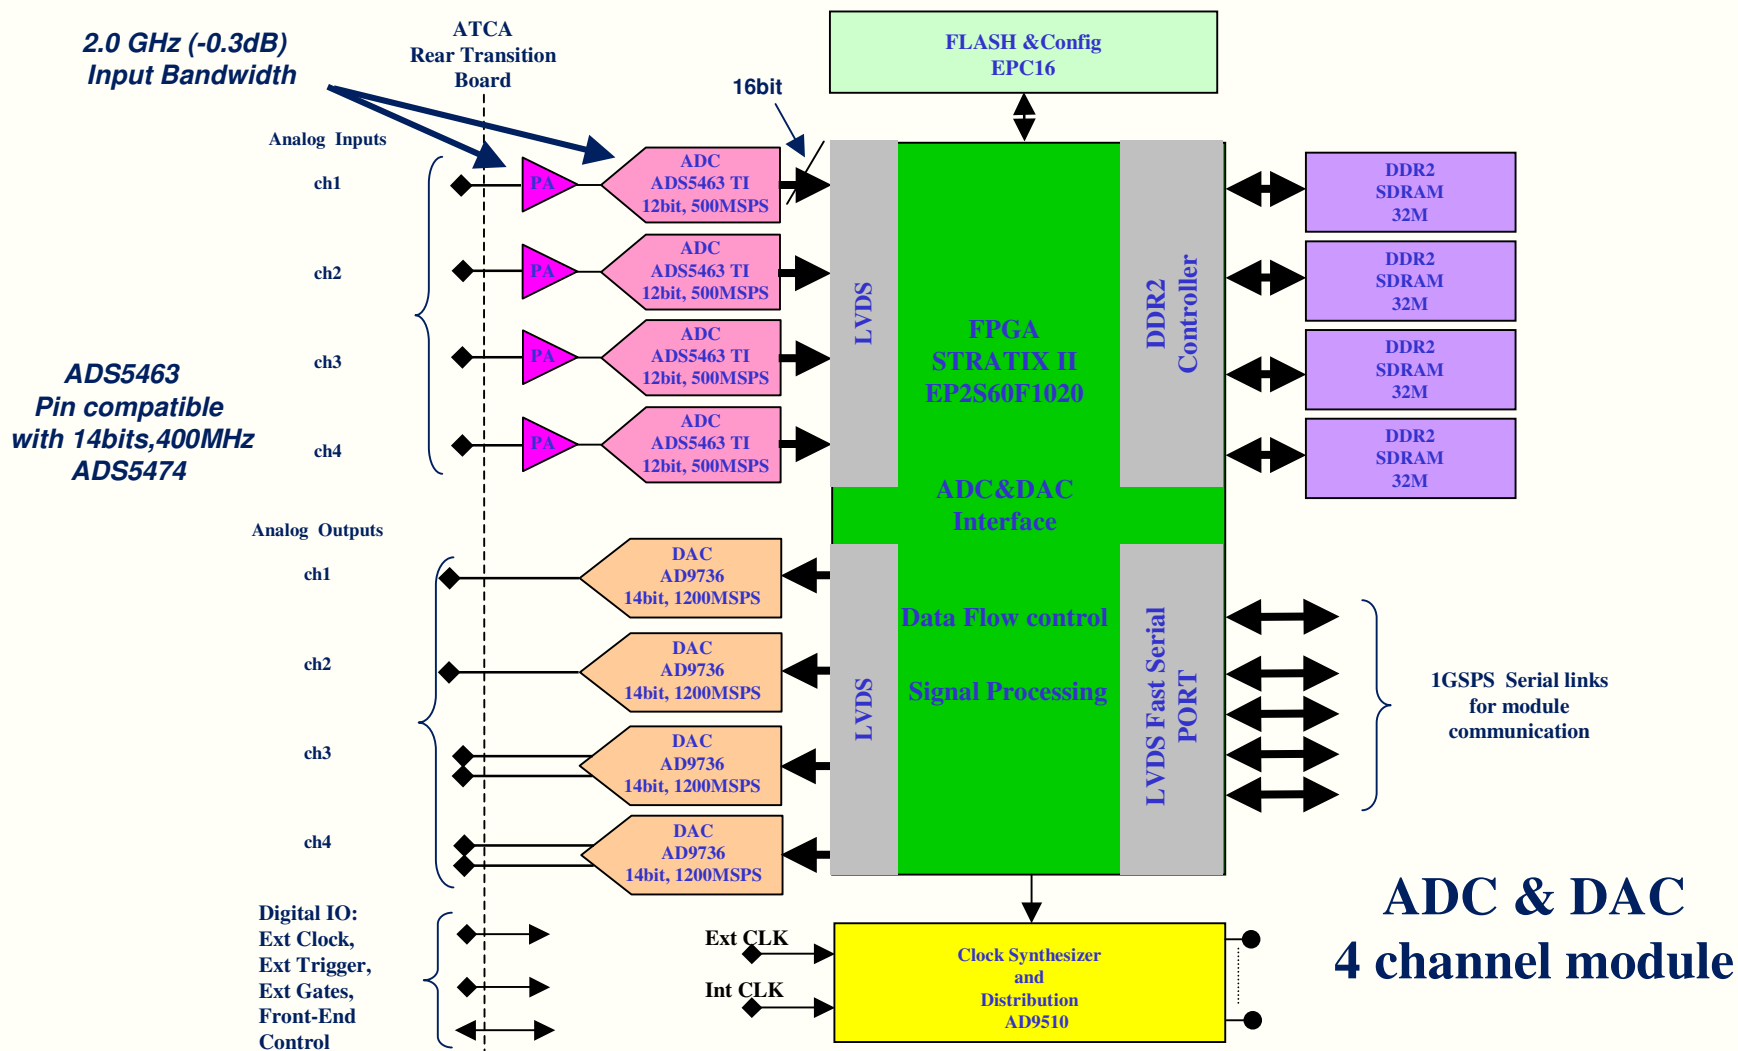 2.0 GHz (-0.3dB)
Input Bandwidth
ATCA
Rear Transition
Board
16bit
FLASH &Config
EPC16
Analog Inputs
ch1
ch2
ch3
ch4
PA
PA
PA
PA
ADC
ADS5463 TI
12bit, 500MSPS
ADC
ADS5463 TI
12bit, 500MSPS
ADC
ADS5463 TI
12bit, 500MSPS
ADC
ADS5463 TI
12bit, 500MSPS
LVDS
FPGA
STRATIX II
EP2S60F1020
ADC&DAC
Interface
Data Flow control
Signal Processing
DDR2
Controller
DDR2
SDRAM
32M
DDR2
SDRAM
32M
DDR2
SDRAM
32M
DDR2
SDRAM
32M
ADS5463
Pin compatible
with 14bits,400MHz
ADS5474
Analog Outputs
ch1
ch2
ch3
ch4
DAC
AD9736
14bit, 1200MSPS
DAC
AD9736
14bit, 1200MSPS
DAC
AD9736
14bit, 1200MSPS
DAC
AD9736
14bit, 1200MSPS
LVDS
LVDS Fast Serial
PORT
1GSPS Serial links
for module
communication
Digital IO:
Ext Clock,
Ext Trigger,
Ext Gates,
Front-End
Control
Ext CLK
Int CLK
Clock Synthesizer
and
Distribution
AD9510
ADC & DAC
4 channel module